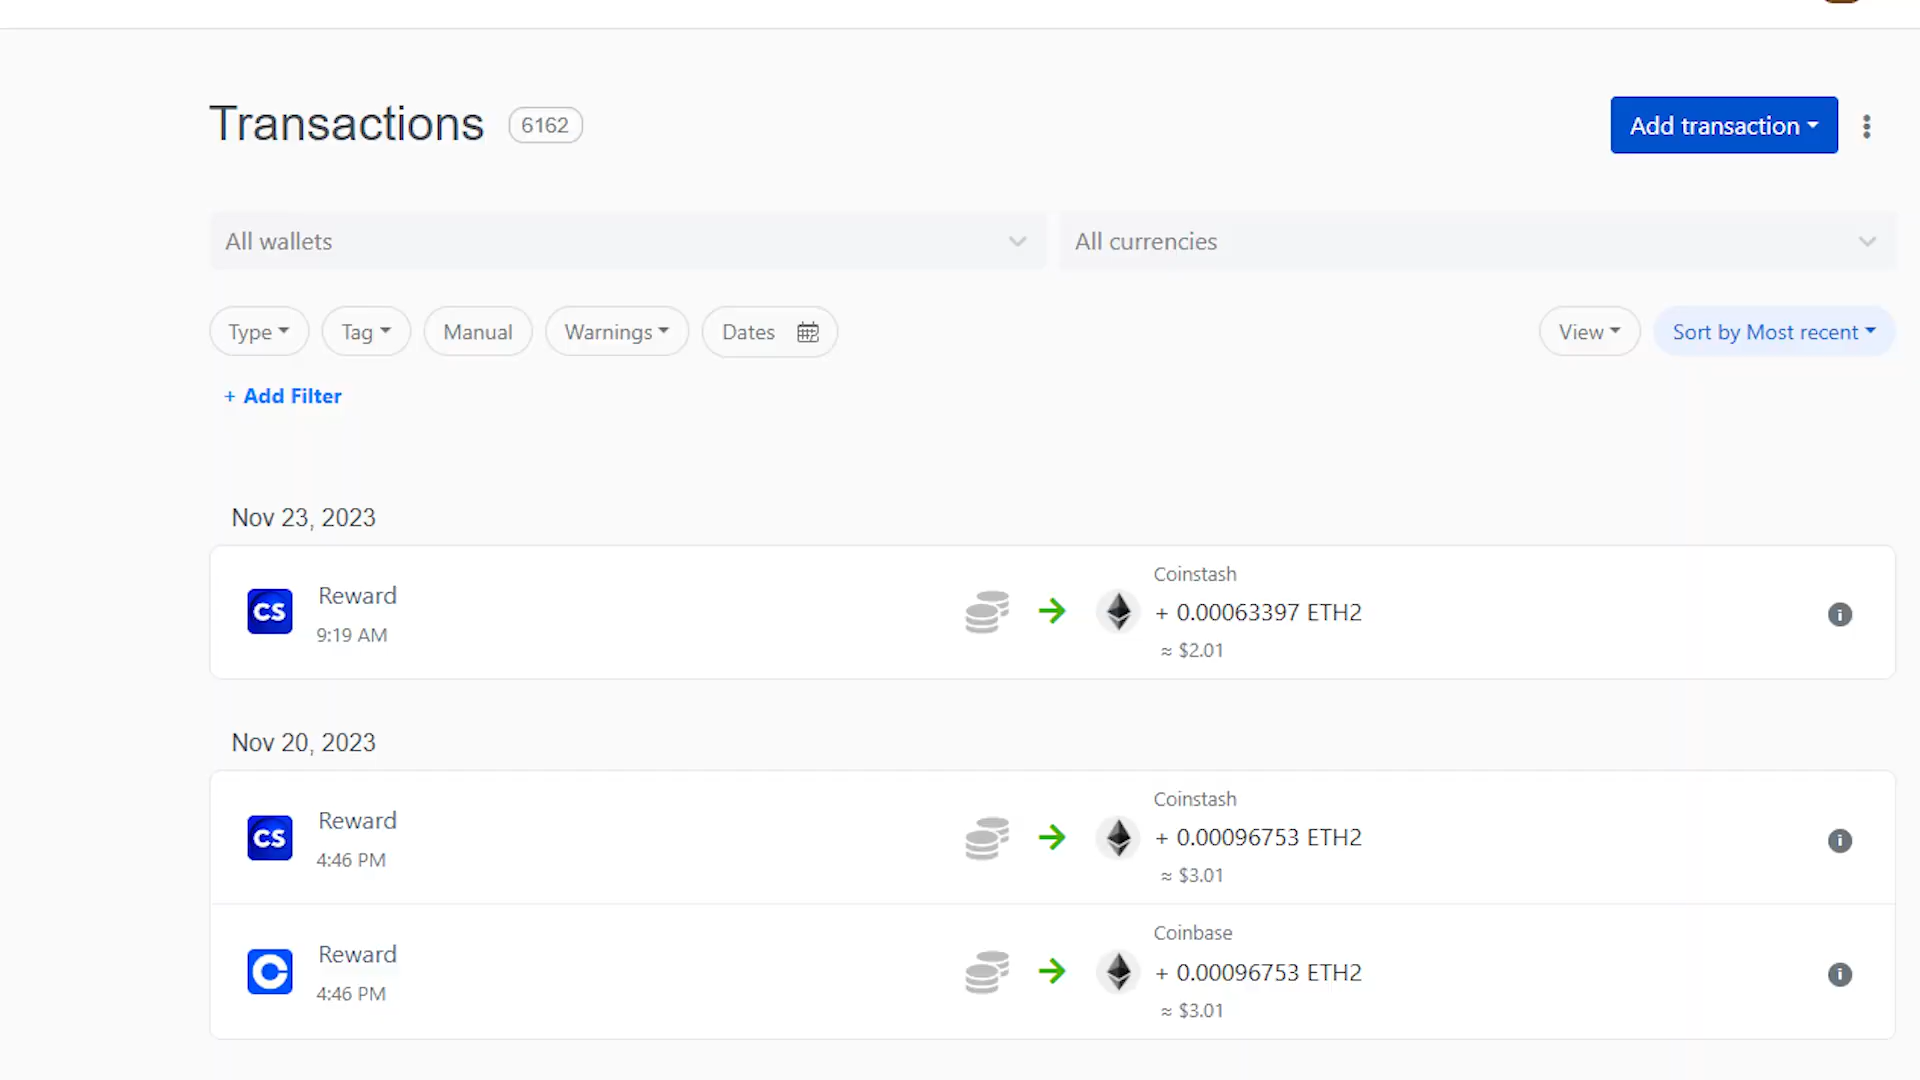 Transactions 6162
Add transaction
All wallets
All currencies
Type Tag Manual Warnings Dates
View Sort by Most recent
+ Add Filter
Nov 23, 2023
CS
Reward
9:19 AM
Coinstash
+ 0.00063397 ETH2
≈ $2.01
Nov 20, 2023
CS
Reward
4:46 PM
Coinstash
+ 0.00096753 ETH2
≈ $3.01
Reward
4:46 PM
Coinbase
+ 0.00096753 ETH2
≈ $3.01